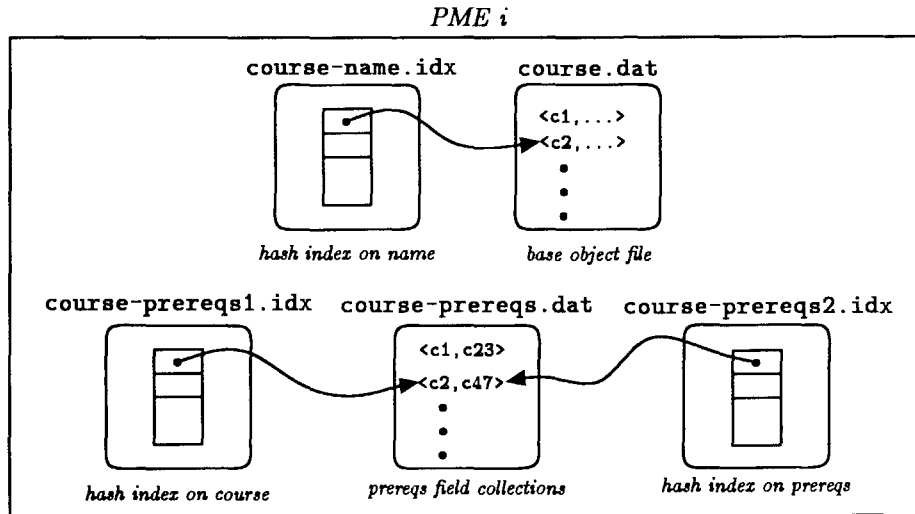 PME i
course-name.idx course.dat
<c1,...>
<c2,...>
hash index on name base object file
course-prereqs1.idx course-prereqs.dat course-prereqs2.idx
<c1,c23>
<c2,c47>
hash index on course prereqs field collections hash index on prereqs